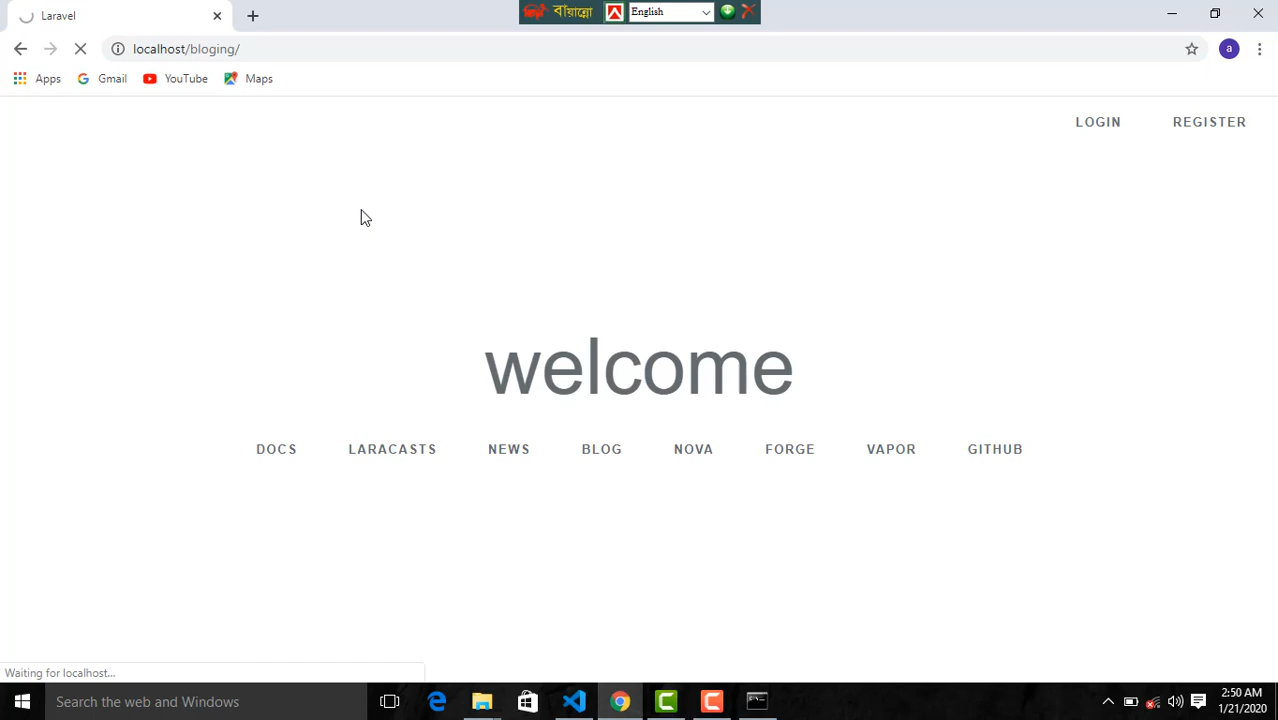 Laravel
বাঁয়ান্নো English
localhost/bloging/
a
Apps Gmail YouTube Maps
LOGIN REGISTER
welcome
DOCS LARACASTS NEWS BLOG NOVA FORGE VAPOR GITHUB
Waiting for localhost...
Search the web and Windows
2:50 AM
1/21/2020